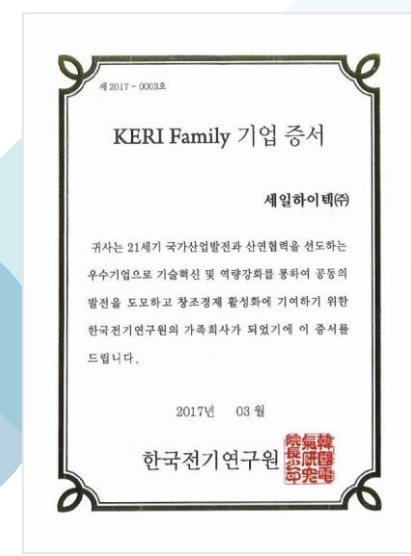 제 2017 - 0003호
KERI Family 기업 증서
세일하이텍㈜
귀사는 21세기 국가산업발전과 산연협력을 선도하는
우수기업으로 기술혁신 및 역량강화를 통하여 공동의
발전을 도모하고 창조경제 활성화에 기여하기 위한
한국전기연구원의 가족회사가 되었기에 이 증서를
드립니다.
2017년 03 월
한국전기연구원